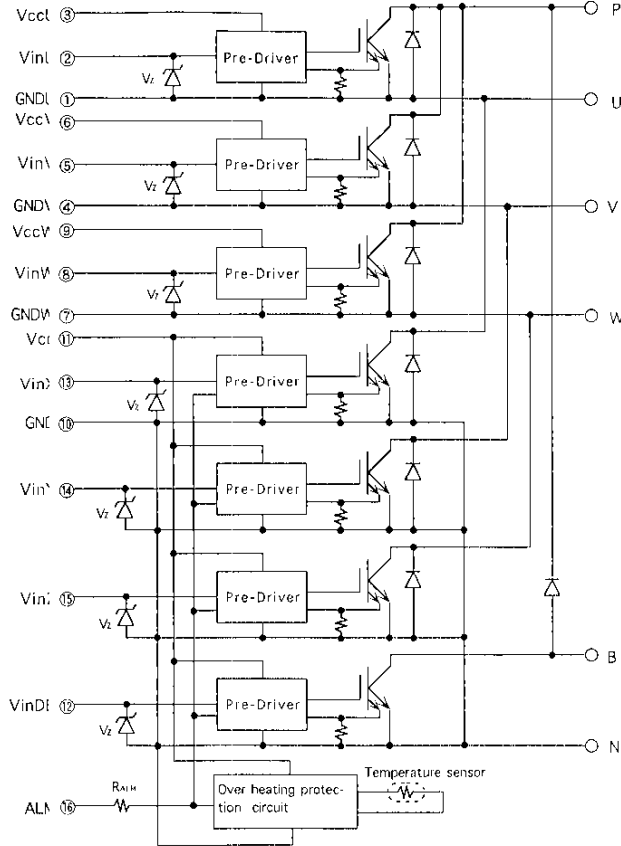 VccU ③
P
Pre-Driver
VinU ②
Vz
GNDU ①
U
VccV ⑥
Pre-Driver
VinV ⑤
Vz
GNDV ④
V
VccW ⑨
Pre-Driver
VinW ⑧
Vz
GNDW ⑦
W
Vcc ⑪
Pre-Driver
VinX ⑬
Vz
GND ⑩
Pre-Driver
VinY ⑭
Vz
Pre-Driver
VinZ ⑮
Vz
B
Pre-Driver
VinDB ⑫
Vz
N
Temperature sensor
RALM
Over heating protec-
tion circuit
ALM ⑯